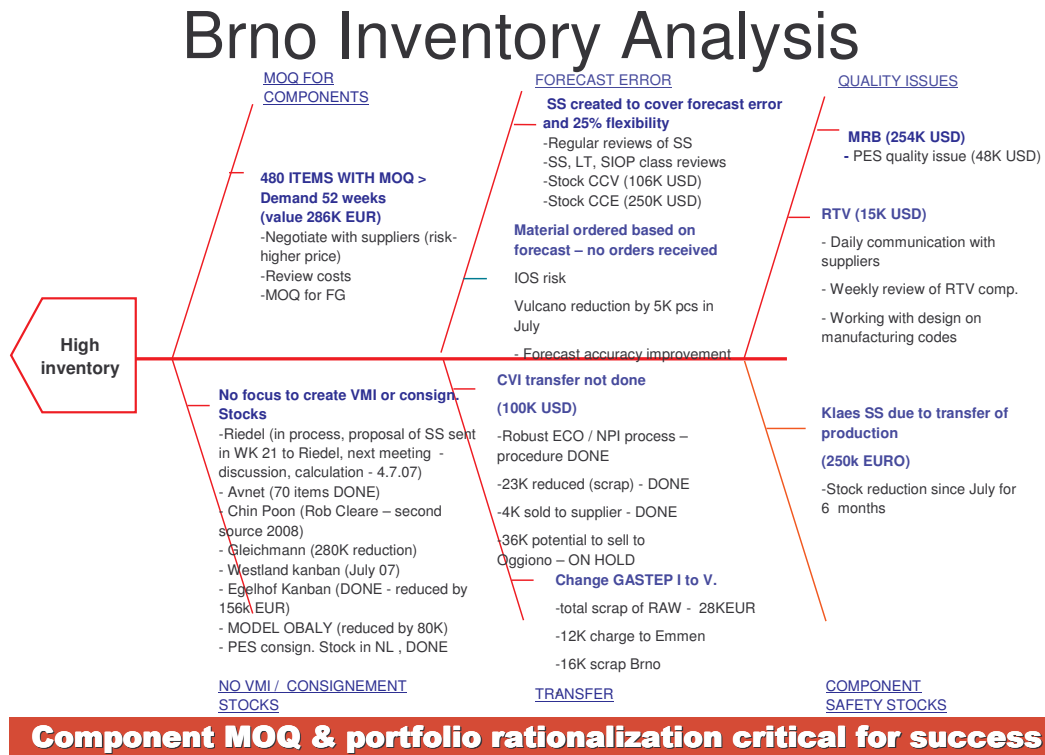 Brno Inventory Analysis
MOQ FOR
COMPONENTS
480 ITEMS WITH MOQ >
Demand 52 weeks
(value 286K EUR)
-Negotiate with suppliers (risk-
higher price)
-Review costs
-MOQ for FG
FORECAST ERROR
SS created to cover forecast error
and 25% flexibility
-Regular reviews of SS
-SS, LT, SIOP class reviews
-Stock CCV (106K USD)
-Stock CCE (250K USD)
Material ordered based on
forecast – no orders received
IOS risk
Vulcano reduction by 5K pcs in
July
- Forecast accuracy improvement
QUALITY ISSUES
MRB (254K USD)
- PES quality issue (48K USD)
RTV (15K USD)
- Daily communication with
suppliers
- Weekly review of RTV comp.
- Working with design on
manufacturing codes
High
inventory
No focus to create VMI or consign.
Stocks
-Riedel (in process, proposal of SS sent
in WK 21 to Riedel, next meeting -
discussion, calculation - 4.7.07)
- Avnet (70 items DONE)
- Chin Poon (Rob Cleare – second
source 2008)
- Gleichmann (280K reduction)
- Westland kanban (July 07)
- Egelhof Kanban (DONE - reduced by
156k EUR)
- MODEL OBALY (reduced by 80K)
- PES consign. Stock in NL , DONE
NO VMI / CONSIGNEMENT
STOCKS
CVI transfer not done
(100K USD)
-Robust ECO / NPI process –
procedure DONE
-23K reduced (scrap) - DONE
-4K sold to supplier - DONE
-36K potential to sell to
Oggiono – ON HOLD
Change GASTEP I to V.
-total scrap of RAW - 28KEUR
-12K charge to Emmen
-16K scrap Brno
TRANSFER
Klaes SS due to transfer of
production
(250k EURO)
-Stock reduction since July for
6 months
COMPONENT
SAFETY STOCKS
Component MOQ & portfolio rationalization critical for success